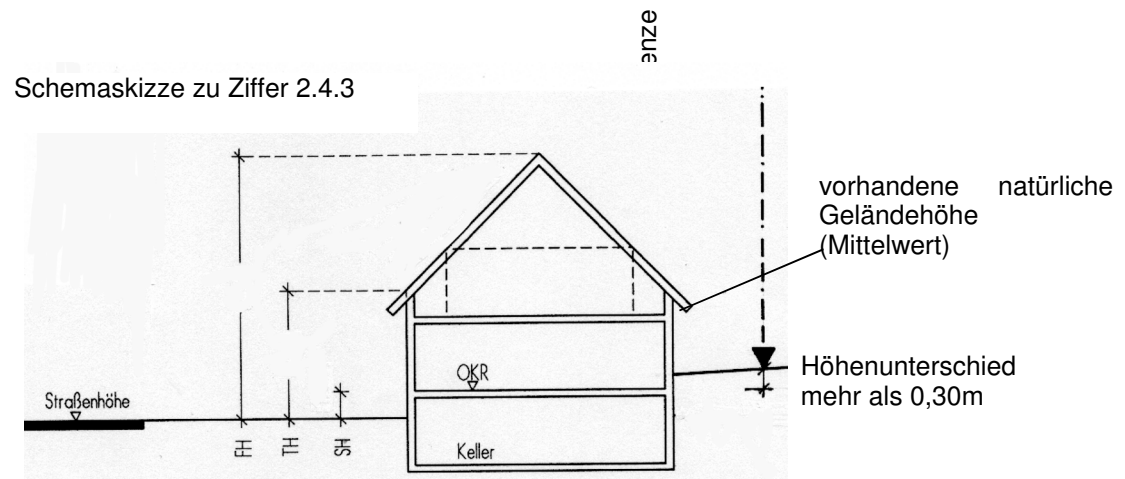 enze
Schemaskizze zu Ziffer 2.4.3
vorhandene natürliche
Geländehöhe
(Mittelwert)
Höhenunterschied
mehr als 0,30m
OKR
Straßenhöhe
Keller
FH
TH
SH